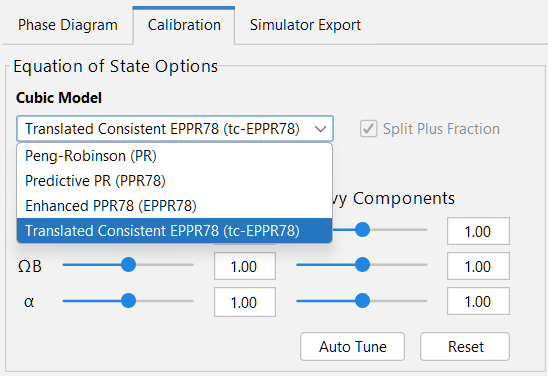 Phase Diagram Calibration Simulator Export
Equation of State Options
Cubic Model
Translated Consistent EPPR78 (tc-EPPR78) Split Plus Fraction
Peng-Robinson (PR)
Predictive PR (PPR78)
Enhanced PPR78 (EPPR78)
Translated Consistent EPPR78 (tc-EPPR78)
Components
1.00
ΩB 1.00 1.00
α 1.00 1.00
Auto Tune Reset